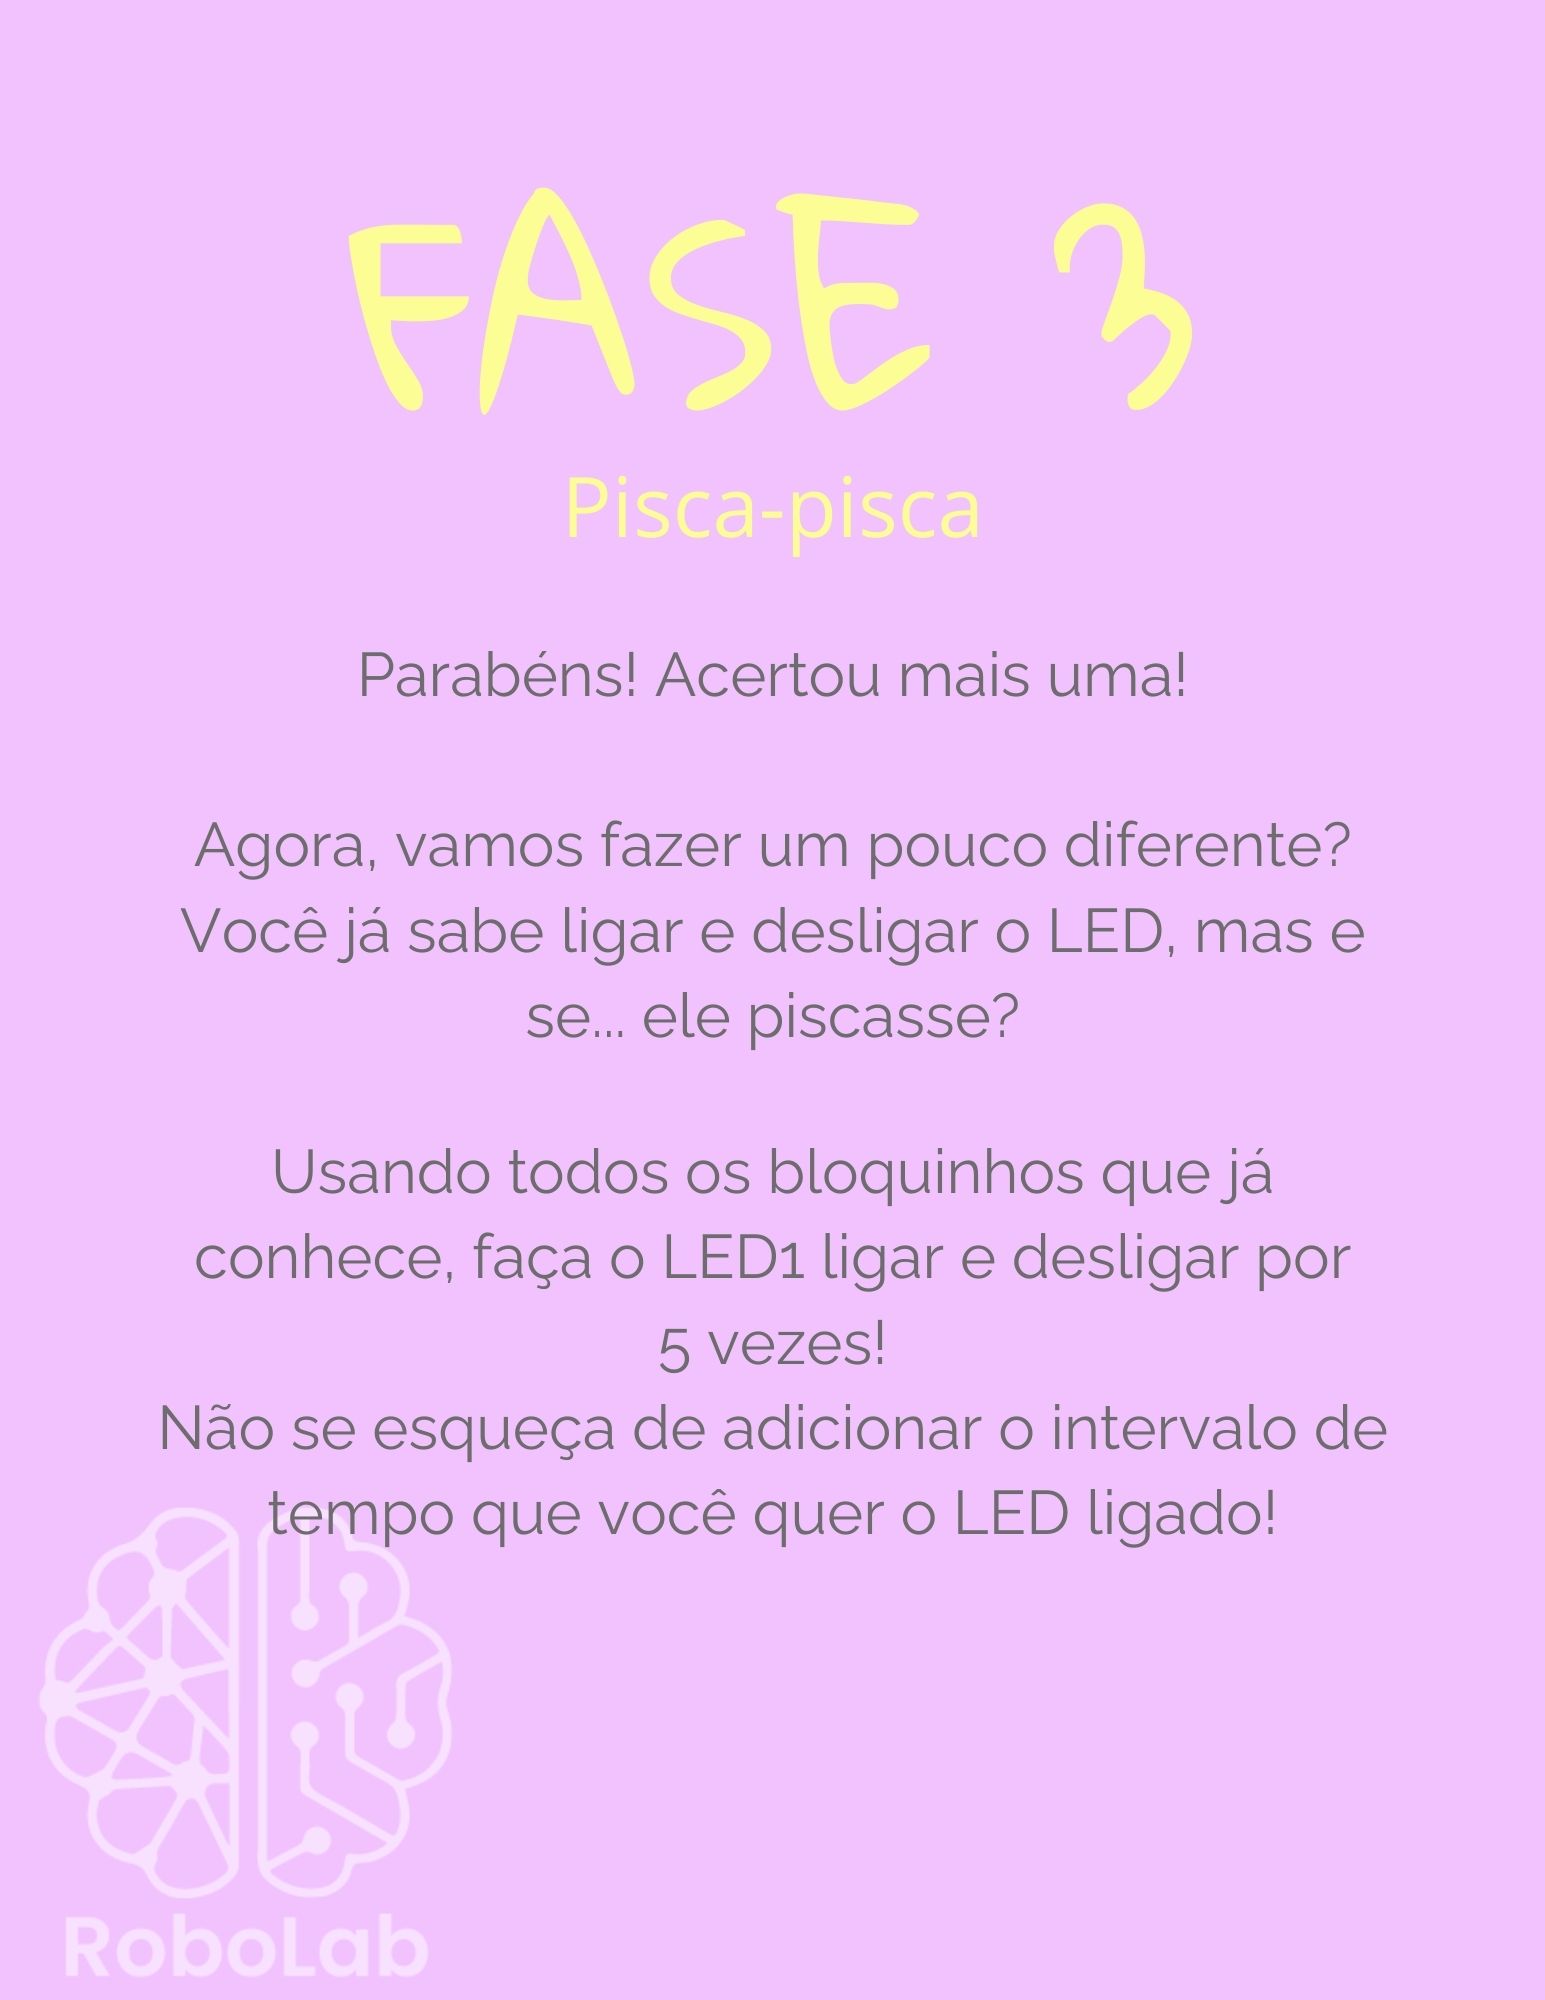 FASE 3
Pisca-pisca
Parabéns! Acertou mais uma!
Agora, vamos fazer um pouco diferente?
Você já sabe ligar e desligar o LED, mas e
se... ele piscasse?
Usando todos os bloquinhos que já
conhece, faça o LED1 ligar e desligar por
5 vezes!
Não se esqueça de adicionar o intervalo de
tempo que você quer o LED ligado!
RoboLab